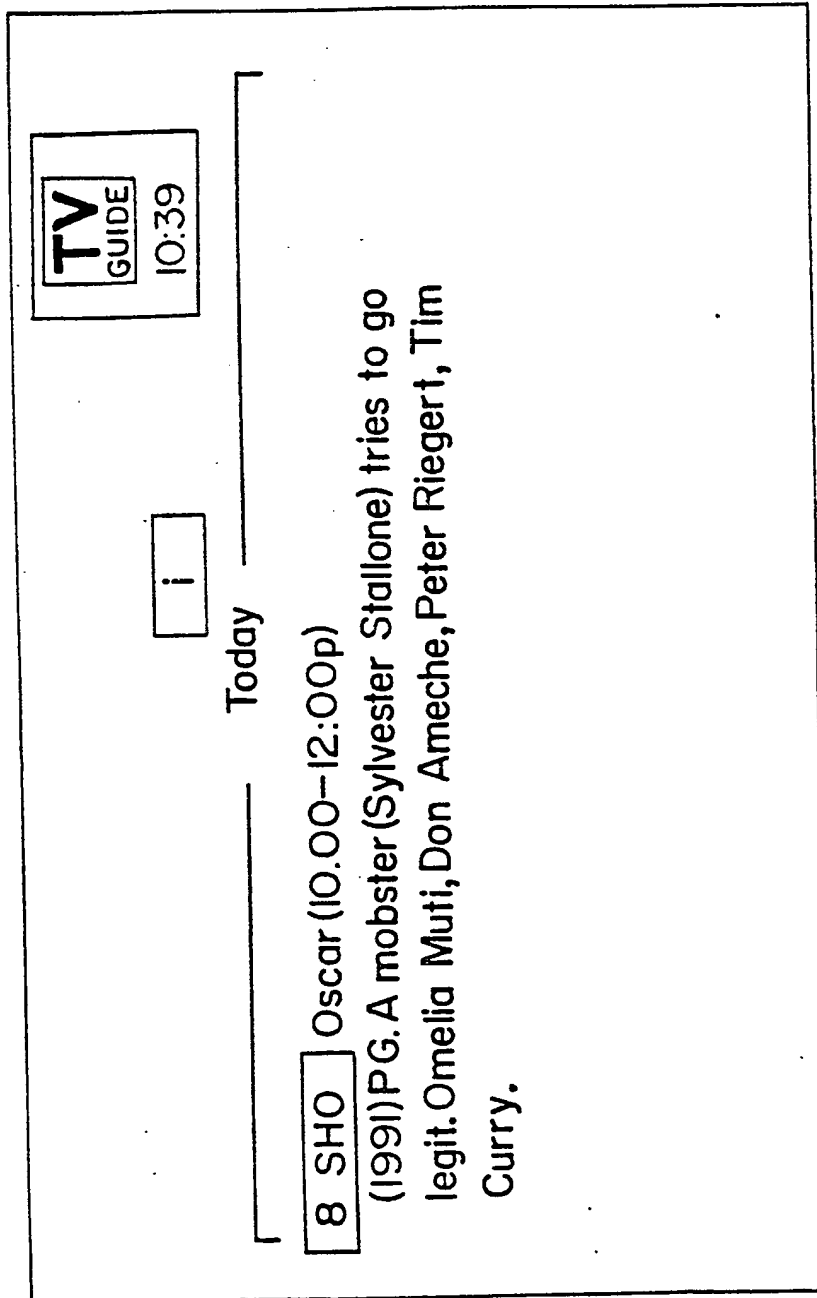 TV
GUIDE
10:39
i
Today
8 SHO Oscar (10.00-12:00p)
(1991) PG. A mobster (Sylvester Stallone) tries to go
legit. Omelia Muti, Don Ameche, Peter Riegert, Tim
Curry.